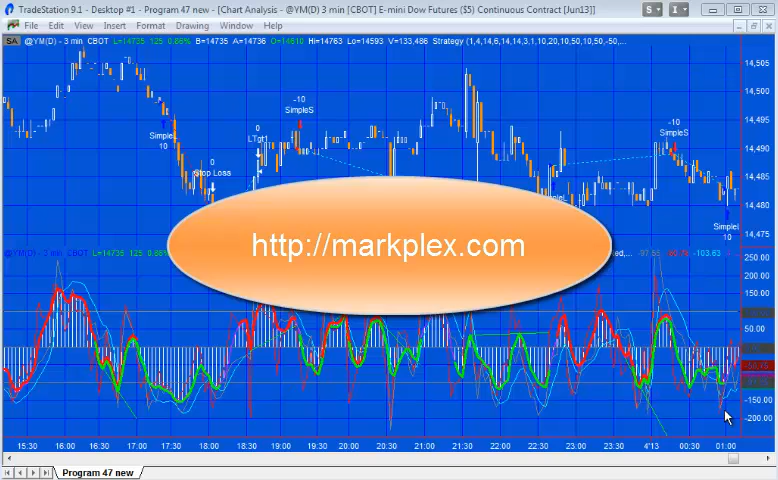 TradeStation 9.1 - Desktop #1 - Program 47 new - [Chart Analysis - @YM(D) 3 min [CBOT] E-mini Dow Futures ($5) Continuous Contract [Jun13]]
S
I
File Edit View Insert Format Drawing Window Help
SA @YM(D) - 3 min CBOT L=14735 125 0.86% B=14735 A=14736 O=14610 Hi=14763 Lo=14593 V=133,486 Strategy (1,4,14,6,14,14,3,1,10,20,10,50,10,50,-50,...
14,505
14,500
14,495
14,490
14,485
14,480
14,475
SimpleL
10
0
Stop Loss
0
LTgt1
-10
SimpleS
-10
SimpleS
SimpleL
10
http://markplex.com
@YM(D) - 3 min CBOT L=14735 125 0.86%
-97.55
-103.63
250.00
200.00
150.00
50.00
-150.00
-200.00
15:30 16:00 17:00 17:30 18:00 18:30 19:00 19:30 20:00 20:30 21:00 21:30 22:00 22:30 23:00 23:30 4/13 00:30 01:00
Program 47 new